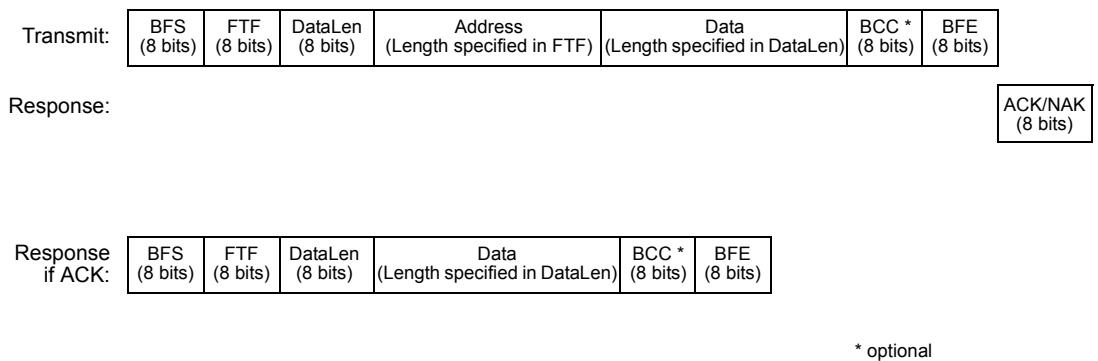 Transmit:
BFS
(8 bits)
FTF
(8 bits)
DataLen
(8 bits)
Address
(Length specified in FTF)
Data
(Length specified in DataLen)
BCC *
(8 bits)
BFE
(8 bits)
Response:
ACK/NAK
(8 bits)
Response
if ACK:
BFS
(8 bits)
FTF
(8 bits)
DataLen
(8 bits)
Data
(Length specified in DataLen)
BCC *
(8 bits)
BFE
(8 bits)
* optional